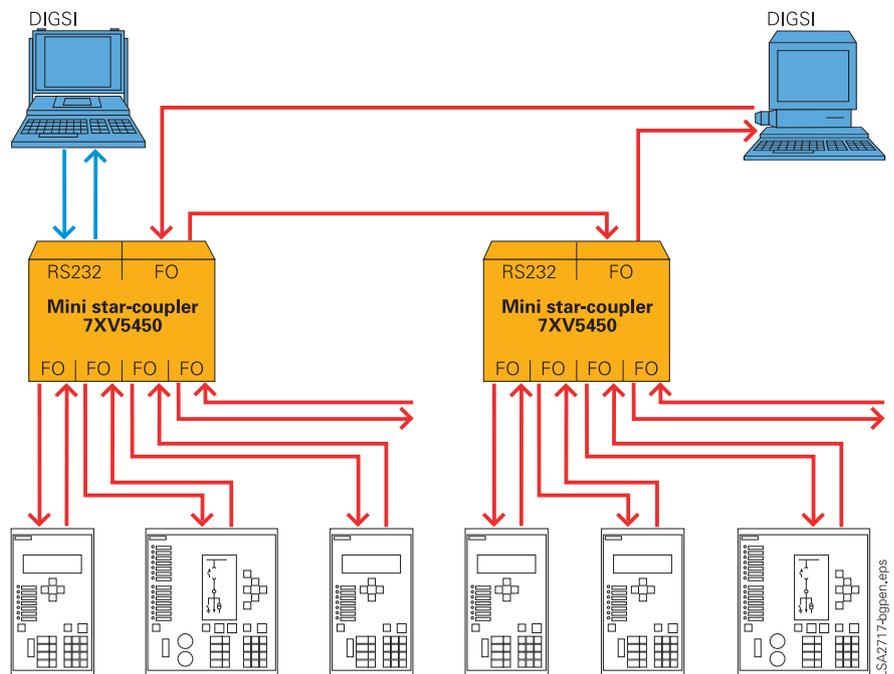 DIGSI
DIGSI
RS232 FO
Mini star-coupler
7XV5450
FO FO FO FO
RS232 FO
Mini star-coupler
7XV5450
FO FO FO FO
SA2717-bgpen.eps